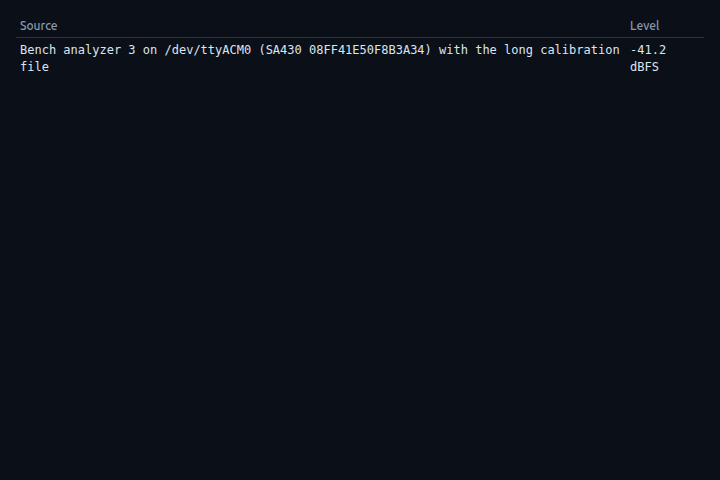 Source Level
Bench analyzer 3 on /dev/ttyACM0 (SA430 08FF41E50F8B3A34) with the long calibration -41.2
file dBFS